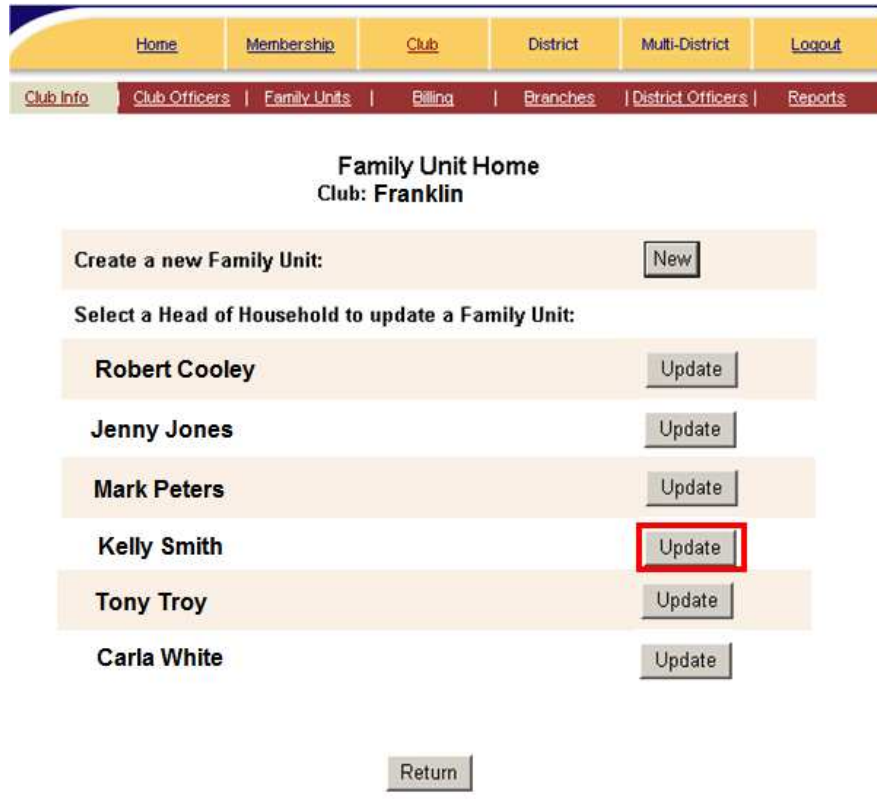 Home Membership Club District Multi-District Logout
Club Info | Club Officers | Family Units | Billing | Branches | District Officers | Reports
Family Unit Home
Club: Franklin
Create a new Family Unit: New
Select a Head of Household to update a Family Unit:
Robert Cooley Update
Jenny Jones Update
Mark Peters Update
Kelly Smith Update
Tony Troy Update
Carla White Update
Return